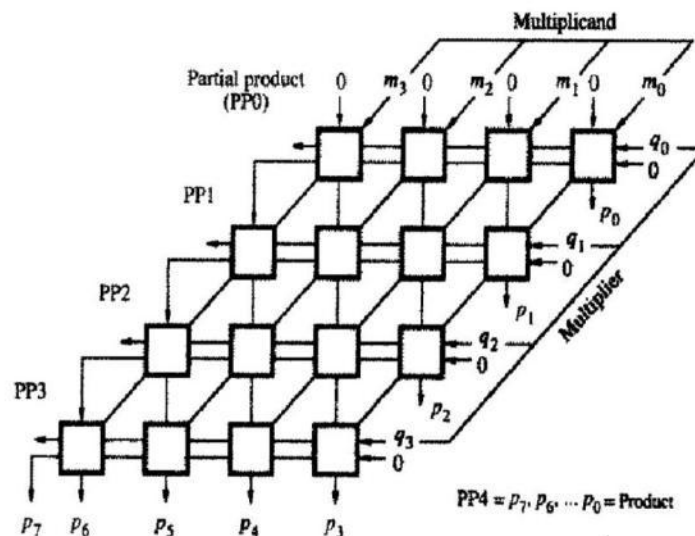 Multiplicand
Partial product 0 m₃ 0 m₂ 0 m₁ 0 m₀
(PP0)
q₀
0
PP1
p₀
q₁
0
PP2
p₁
Multiplier
q₂
0
PP3
p₂
q₃
0
PP4 = p₇, p₆, ... p₀ = Product
p₇ p₆ p₅ p₄ p₃